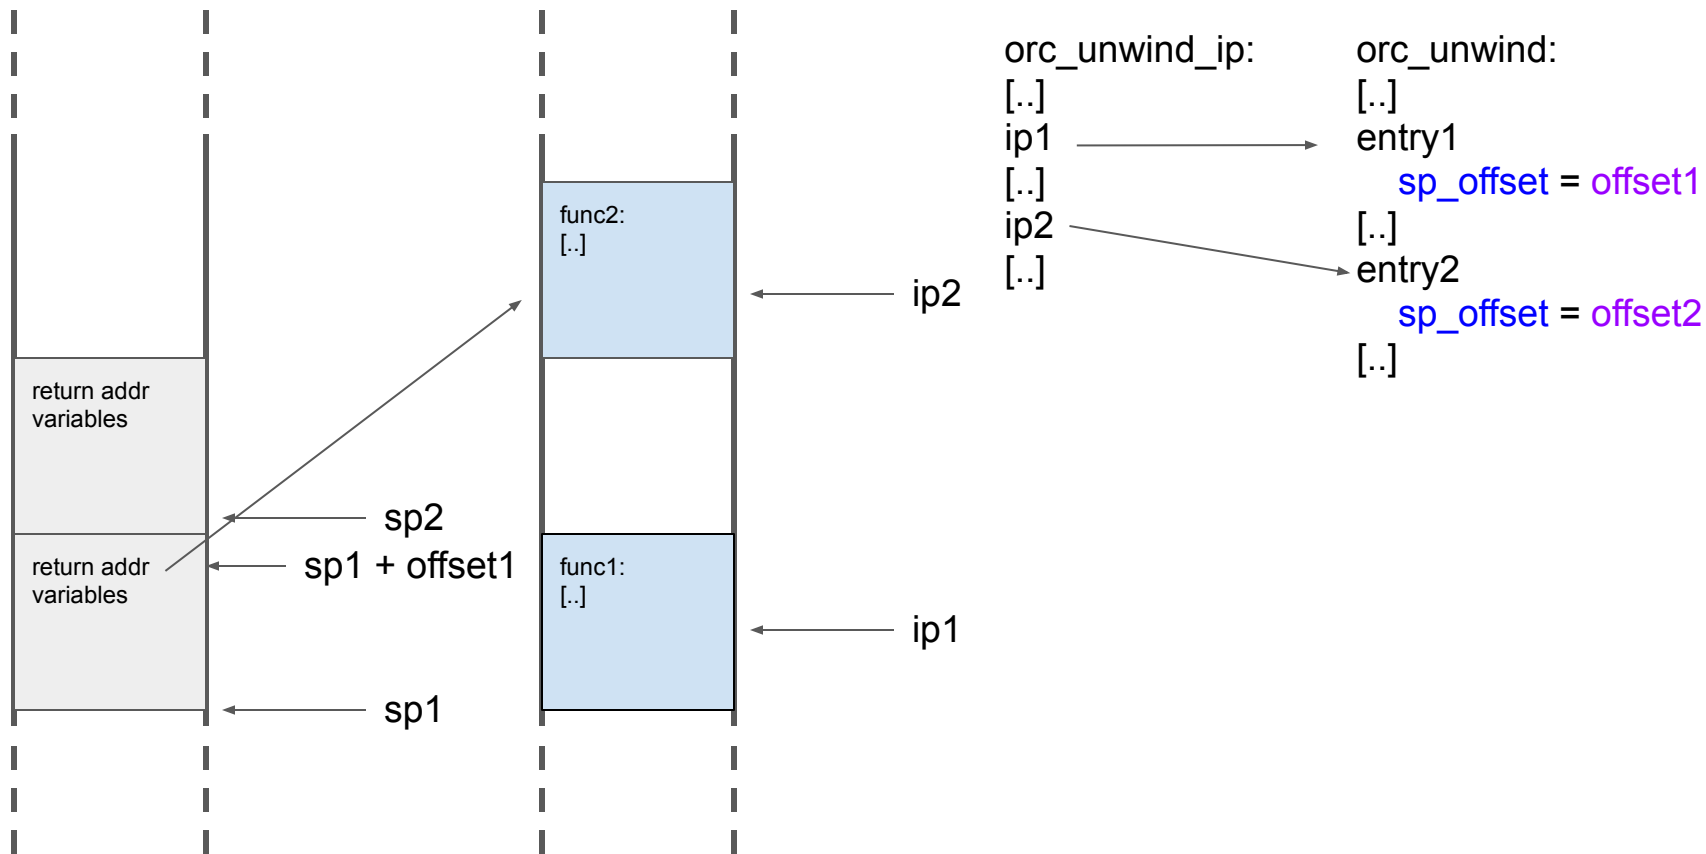 return addr
variables
return addr
variables
sp2
sp1 + offset1
sp1
func2:
[..]
func1:
[..]
ip2
ip1
orc_unwind_ip:
[..]
ip1
[..]
ip2
[..]
orc_unwind:
[..]
entry1
sp_offset = offset1
[..]
entry2
sp_offset = offset2
[..]